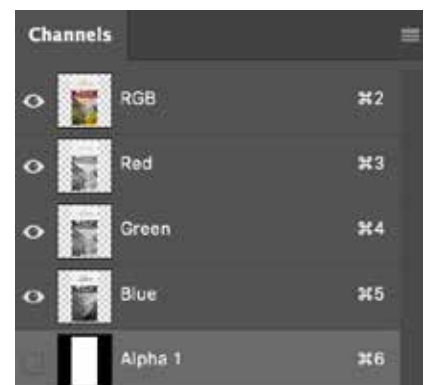 Channels
RGB ⌘2
Red ⌘3
Green ⌘4
Blue ⌘5
Alpha 1 ⌘6